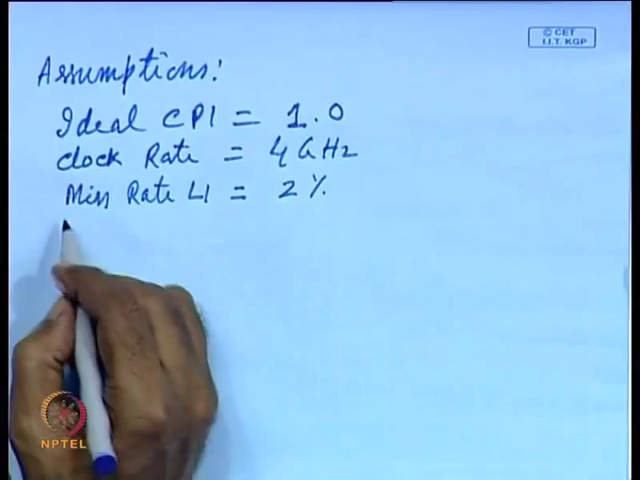 © CET
I.I.T. KGP
Assumptions:
Ideal CPI = 1.0
Clock Rate = 4 GHz
Miss Rate L1 = 2%
NPTEL